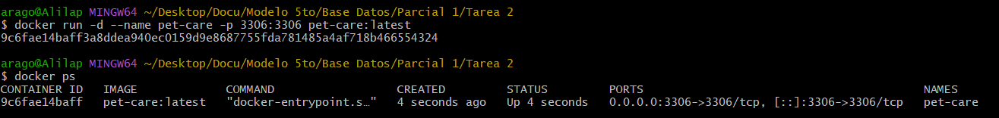 arago@Alilap MINGW64 ~/Desktop/Docu/Modelo 5to/Base Datos/Parcial 1/Tarea 2
$ docker run -d --name pet-care -p 3306:3306 pet-care:latest
9c6fae14baff3a8ddea940ec0159d9e8687755fda781485a4af718b466554324
arago@Alilap MINGW64 ~/Desktop/Docu/Modelo 5to/Base Datos/Parcial 1/Tarea 2
$ docker ps
CONTAINER ID   IMAGE             COMMAND                  CREATED         STATUS         PORTS                                         NAMES
9c6fae14baff   pet-care:latest   "docker-entrypoint.s…"   4 seconds ago   Up 4 seconds   0.0.0.0:3306->3306/tcp, [::]:3306->3306/tcp   pet-care